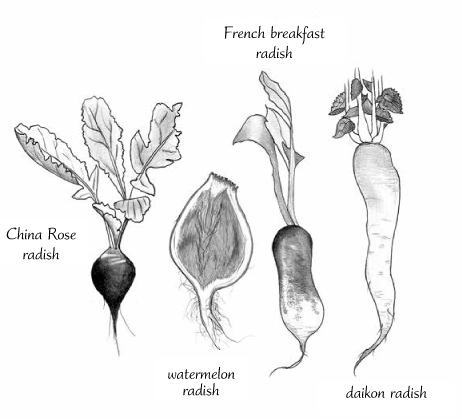 French breakfast
radish
China Rose
radish
watermelon
radish
daikon radish